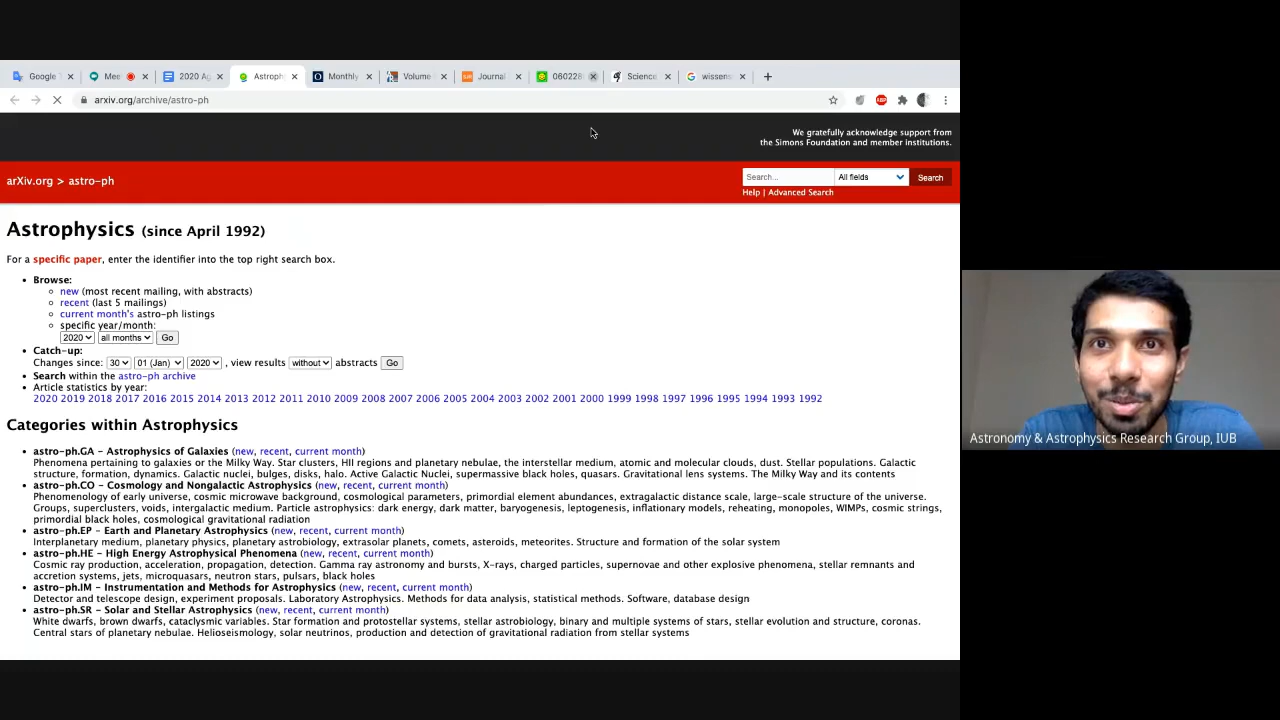 Google T
Mee
2020 Ag
Astroph
Monthly
Volume
Journal
060228
Science
wissens
arxiv.org/archive/astro-ph
ABP
We gratefully acknowledge support from
the Simons Foundation and member institutions.
arXiv.org > astro-ph
Search...
All fields
Search
Help | Advanced Search
Astrophysics (since April 1992)
For a specific paper, enter the identifier into the top right search box.
• Browse:
new (most recent mailing, with abstracts)
recent (last 5 mailings)
current month's astro-ph listings
specific year/month:
2020 all months Go
• Catch-up:
Changes since: 30 01 (Jan) 2020 , view results without abstracts Go
• Search within the astro-ph archive
• Article statistics by year:
2020 2019 2018 2017 2016 2015 2014 2013 2012 2011 2010 2009 2008 2007 2006 2005 2004 2003 2002 2001 2000 1999 1998 1997 1996 1995 1994 1993 1992
Categories within Astrophysics
• astro-ph.GA - Astrophysics of Galaxies (new, recent, current month)
Phenomena pertaining to galaxies or the Milky Way. Star clusters, HII regions and planetary nebulae, the interstellar medium, atomic and molecular clouds, dust. Stellar populations. Galactic
structure, formation, dynamics. Galactic nuclei, bulges, disks, halo. Active Galactic Nuclei, supermassive black holes, quasars. Gravitational lens systems. The Milky Way and its contents
• astro-ph.CO - Cosmology and Nongalactic Astrophysics (new, recent, current month)
Phenomenology of early universe, cosmic microwave background, cosmological parameters, primordial element abundances, extragalactic distance scale, large-scale structure of the universe.
Groups, superclusters, voids, intergalactic medium. Particle astrophysics: dark energy, dark matter, baryogenesis, leptogenesis, inflationary models, reheating, monopoles, WIMPs, cosmic strings,
primordial black holes, cosmological gravitational radiation
• astro-ph.EP - Earth and Planetary Astrophysics (new, recent, current month)
Interplanetary medium, planetary physics, planetary astrobiology, extrasolar planets, comets, asteroids, meteorites. Structure and formation of the solar system
• astro-ph.HE - High Energy Astrophysical Phenomena (new, recent, current month)
Cosmic ray production, acceleration, propagation, detection. Gamma ray astronomy and bursts, X-rays, charged particles, supernovae and other explosive phenomena, stellar remnants and
accretion systems, jets, microquasars, neutron stars, pulsars, black holes
• astro-ph.IM - Instrumentation and Methods for Astrophysics (new, recent, current month)
Detector and telescope design, experiment proposals. Laboratory Astrophysics. Methods for data analysis, statistical methods. Software, database design
• astro-ph.SR - Solar and Stellar Astrophysics (new, recent, current month)
White dwarfs, brown dwarfs, cataclysmic variables. Star formation and protostellar systems, stellar astrobiology, binary and multiple systems of stars, stellar evolution and structure, coronas.
Central stars of planetary nebulae. Helioseismology, solar neutrinos, production and detection of gravitational radiation from stellar systems
Astronomy & Astrophysics Research Group, IUB